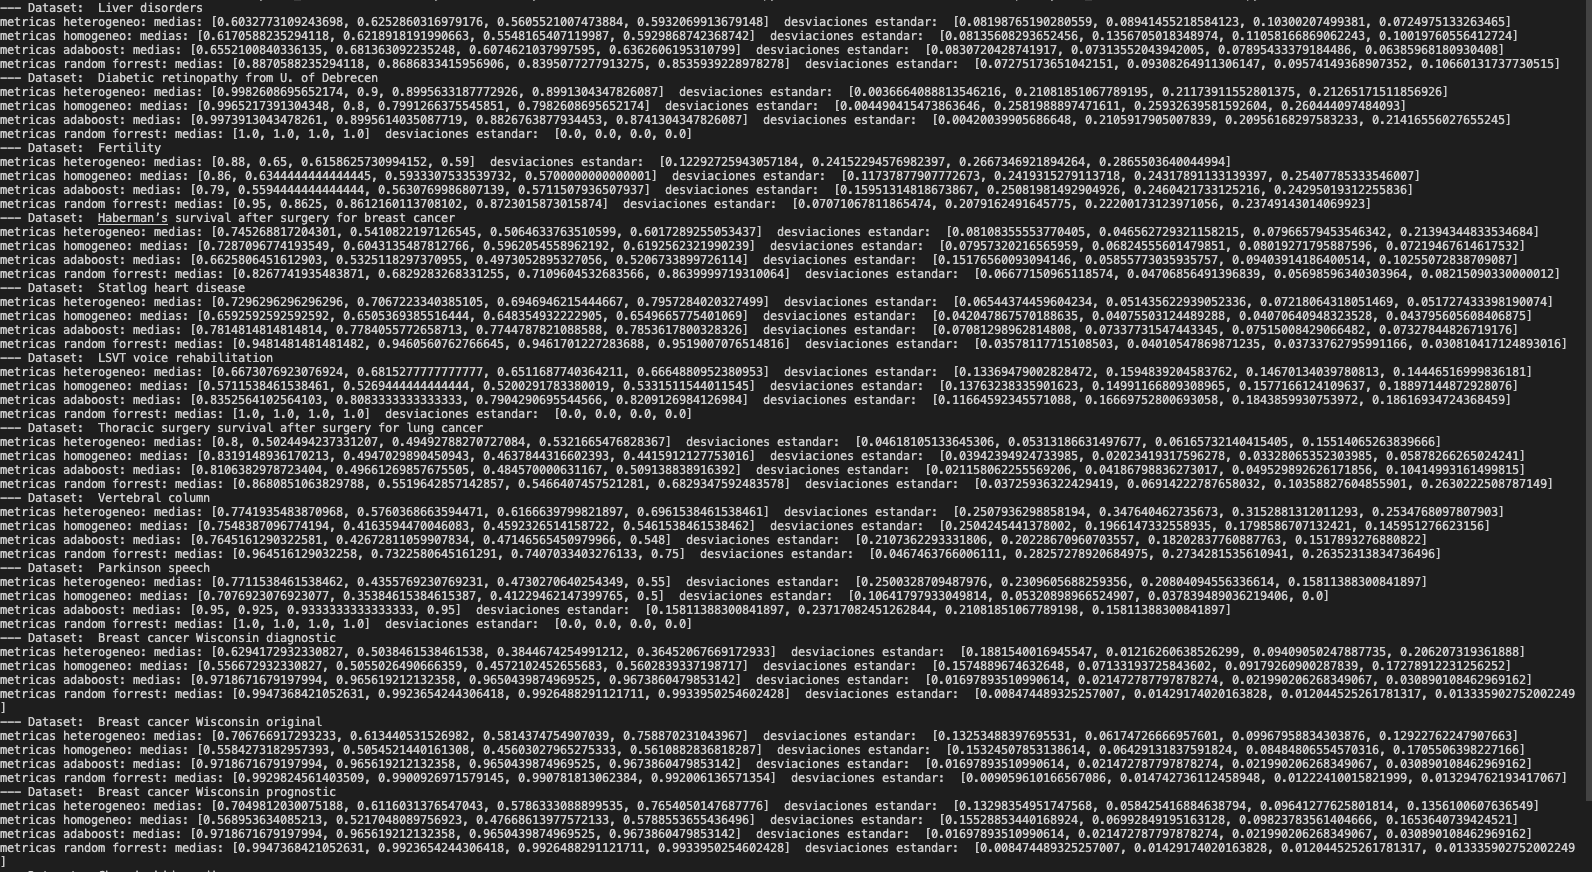 --- Dataset:  Liver disorders
metricas heterogeneo: medias: [0.6032773109243698, 0.6252860316979176, 0.5605521007473884, 0.5932069913679148]  desviaciones estandar:  [0.08198765190280559, 0.08941455218584123, 0.10300207499381, 0.0724975133263465]
metricas homogeneo: medias: [0.6170588235294118, 0.6218918191990663, 0.5548165407119987, 0.5929868742368742]  desviaciones estandar:  [0.08135608293652456, 0.1356705018348974, 0.11058166869062243, 0.10019760556412724]
metricas adaboost: medias: [0.6552100840336135, 0.681363092235248, 0.6074621037997595, 0.6362606195310799]  desviaciones estandar:  [0.0830720428741917, 0.07313552043942005, 0.07895433379184486, 0.06385968180930408]
metricas random forrest: medias: [0.8870588235294118, 0.8686833415956906, 0.8395077277913275, 0.8535939228978278]  desviaciones estandar:  [0.07275173651042151, 0.09308264911306147, 0.09574149368907352, 0.10660131737730515]
--- Dataset:  Diabetic retinopathy from U. of Debrecen
metricas heterogeneo: medias: [0.9982608695652174, 0.9, 0.8995633187772926, 0.8991304347826087]  desviaciones estandar:  [0.0036664088813546216, 0.21081851067789195, 0.21173911552801375, 0.21265171511856926]
metricas homogeneo: medias: [0.9965217391304348, 0.8, 0.7991266375545851, 0.7982608695652174]  desviaciones estandar:  [0.004490415473863646, 0.2581988897471611, 0.25932639581592604, 0.260444097484093]
metricas adaboost: medias: [0.9973913043478261, 0.8995614035087719, 0.8826763877934453, 0.8741304347826087]  desviaciones estandar:  [0.00420039905686648, 0.2105917905007839, 0.20956168297583233, 0.21416556027655245]
metricas random forrest: medias: [1.0, 1.0, 1.0, 1.0]  desviaciones estandar:  [0.0, 0.0, 0.0, 0.0]
--- Dataset:  Fertility
metricas heterogeneo: medias: [0.88, 0.65, 0.6158625730994152, 0.59]  desviaciones estandar:  [0.12292725943057184, 0.24152294576982397, 0.2667346921894264, 0.2865503640044994]
metricas homogeneo: medias: [0.86, 0.6344444444444445, 0.5933307533539732, 0.5700000000000001]  desviaciones estandar:  [0.11737877907772673, 0.2419315279113718, 0.24317891133139397, 0.25407785333546007]
metricas adaboost: medias: [0.79, 0.5594444444444444, 0.5630769986807139, 0.5711507936507937]  desviaciones estandar:  [0.15951314818673867, 0.25081981492904926, 0.2460421733125216, 0.24295019312255836]
metricas random forrest: medias: [0.95, 0.8625, 0.8612160113708102, 0.8723015873015874]  desviaciones estandar:  [0.07071067811865474, 0.2079162491645775, 0.22200173123971056, 0.23749143014069923]
--- Dataset:  Haberman's survival after surgery for breast cancer
metricas heterogeneo: medias: [0.745268817204301, 0.5410822197126545, 0.5064633763510599, 0.6017289255053437]  desviaciones estandar:  [0.08108355553770405, 0.046562729321158215, 0.07966579453546342, 0.21394344833534684]
metricas homogeneo: medias: [0.7287096774193549, 0.6043135487812766, 0.5962054558962192, 0.6192562321990239]  desviaciones estandar:  [0.07957320216565959, 0.06824555601479851, 0.08019271795887596, 0.07219467614617532]
metricas adaboost: medias: [0.6625806451612903, 0.5325118297370955, 0.4973052895327056, 0.5206733899726114]  desviaciones estandar:  [0.15176560093094146, 0.05855773035935757, 0.09403914186400514, 0.10255072838709087]
metricas random forrest: medias: [0.8267741935483871, 0.6829283268331255, 0.7109604532683566, 0.8639999719310064]  desviaciones estandar:  [0.06677150965118574, 0.04706856491396839, 0.05698596340303964, 0.08215090330000012]
--- Dataset:  Statlog heart disease
metricas heterogeneo: medias: [0.7296296296296296, 0.7067223340385105, 0.6946946215444667, 0.7957284020327499]  desviaciones estandar:  [0.06544374459604234, 0.051435622939052336, 0.07218064318051469, 0.051727433398190074]
metricas homogeneo: medias: [0.6592592592592592, 0.6505369385516444, 0.648354932222905, 0.6549665775401069]  desviaciones estandar:  [0.042047867570188635, 0.04075503124489288, 0.04070640948323528, 0.043795605608406875]
metricas adaboost: medias: [0.7814814814814814, 0.7784055772658713, 0.7744787821088588, 0.7853617800328326]  desviaciones estandar:  [0.07081298962814808, 0.07337731547443345, 0.07515008429066482, 0.07327844826719176]
metricas random forrest: medias: [0.9481481481481482, 0.9460560762766645, 0.9461701227283688, 0.9519007076514816]  desviaciones estandar:  [0.03578117715108503, 0.04010547869871235, 0.03733762795991166, 0.030810417124893016]
--- Dataset:  LSVT voice rehabilitation
metricas heterogeneo: medias: [0.6673076923076924, 0.6815277777777777, 0.6511687740364211, 0.6664880952380953]  desviaciones estandar:  [0.13369479002828472, 0.1594839204583762, 0.14670134039780813, 0.14446516999836181]
metricas homogeneo: medias: [0.5711538461538461, 0.5269444444444444, 0.5200291783380019, 0.5331511544011545]  desviaciones estandar:  [0.13763238335901623, 0.14991166809308965, 0.1577166124109637, 0.18897144872928076]
metricas adaboost: medias: [0.8352564102564103, 0.8083333333333333, 0.7904290695544566, 0.8209126984126984]  desviaciones estandar:  [0.11664592345571088, 0.16669752800693058, 0.1843859930753972, 0.18616934724368459]
metricas random forrest: medias: [1.0, 1.0, 1.0, 1.0]  desviaciones estandar:  [0.0, 0.0, 0.0, 0.0]
--- Dataset:  Thoracic surgery survival after surgery for lung cancer
metricas heterogeneo: medias: [0.8, 0.5024494237331207, 0.49492788270727084, 0.5321665476828367]  desviaciones estandar:  [0.04618105133645306, 0.05313186631497677, 0.06165732140415405, 0.15514065263839666]
metricas homogeneo: medias: [0.8319148936170213, 0.4947029890450943, 0.4637844316602393, 0.4415912127753016]  desviaciones estandar:  [0.03942394924733985, 0.02023419317596278, 0.03328065352303985, 0.05878266265024241]
metricas adaboost: medias: [0.8106382978723404, 0.49661269857675505, 0.484570000631167, 0.509138838916392]  desviaciones estandar:  [0.021158062255569206, 0.04186798836273017, 0.049529892626171856, 0.104149931614998​15]
metricas random forrest: medias: [0.8680851063829788, 0.5519642857142857, 0.5466407457521281, 0.6829347592483578]  desviaciones estandar:  [0.03725936322429419, 0.06914222787658032, 0.10358827604855901, 0.2630222508787149]
--- Dataset:  Vertebral column
metricas heterogeneo: medias: [0.7741935483870968, 0.5760368663594471, 0.6166639799821897, 0.6961538461538461]  desviaciones estandar:  [0.2507936298858194, 0.347640462735673, 0.3152881312011293, 0.2534768097807903]
metricas homogeneo: medias: [0.7548387096774194, 0.4163594470046083, 0.4592326514158722, 0.5461538461538462]  desviaciones estandar:  [0.2504245441378002, 0.1966147332558935, 0.1798586707132421, 0.145951276623156]
metricas adaboost: medias: [0.7645161290322581, 0.42672811059907834, 0.47146565450979966, 0.548]  desviaciones estandar:  [0.2107362293331806, 0.20228670960703557, 0.18202837760887763, 0.1517893276880822]
metricas random forrest: medias: [0.964516129032258, 0.7322580645161291, 0.7407033403276133, 0.75]  desviaciones estandar:  [0.0467463766006111, 0.28257278920684975, 0.2734281535610941, 0.26352313834736496]
--- Dataset:  Parkinson speech
metricas heterogeneo: medias: [0.7711538461538462, 0.4355769230769231, 0.4730270640254349, 0.55]  desviaciones estandar:  [0.2500328709487976, 0.2309605688259356, 0.20804094556336614, 0.15811388300841897]
metricas homogeneo: medias: [0.7076923076923077, 0.35384615384615387, 0.41229462147399765, 0.5]  desviaciones estandar:  [0.10641797933049814, 0.05320898966524907, 0.037839489036219406, 0.0]
metricas adaboost: medias: [0.95, 0.925, 0.9333333333333333, 0.95]  desviaciones estandar:  [0.15811388300841897, 0.23717082451262844, 0.21081851067789198, 0.15811388300841897]
metricas random forrest: medias: [1.0, 1.0, 1.0, 1.0]  desviaciones estandar:  [0.0, 0.0, 0.0, 0.0]
--- Dataset:  Breast cancer Wisconsin diagnostic
metricas heterogeneo: medias: [0.6294172932330827, 0.5038461538461538, 0.3844674254991212, 0.36452067669172933]  desviaciones estandar:  [0.1881540016945547, 0.01216260638526299, 0.09409050247887735, 0.206207319361888]
metricas homogeneo: medias: [0.556672932330827, 0.5055026490666359, 0.4572102452655683, 0.5602839337198717]  desviaciones estandar:  [0.1574889674632648, 0.07133193725843602, 0.09179260900287839, 0.17278912231256252]
metricas adaboost: medias: [0.9718671679197994, 0.965619212132358, 0.9650439874969525, 0.9673860479853142]  desviaciones estandar:  [0.01697893510990614, 0.021472787797878274, 0.021990206268349067, 0.030890108462969162]
metricas random forrest: medias: [0.9947368421052631, 0.9923654244306418, 0.9926488291121711, 0.9933950254602428]  desviaciones estandar:  [0.008474489325257007, 0.01429174020163828, 0.012044525261781317, 0.013335902752002249
]
--- Dataset:  Breast cancer Wisconsin original
metricas heterogeneo: medias: [0.706766917293233, 0.613440531526982, 0.5814374754907039, 0.758870231043967]  desviaciones estandar:  [0.13253488397695531, 0.06174726666957601, 0.09967958834303876, 0.12922762247907663]
metricas homogeneo: medias: [0.5584273182957393, 0.5054521440161308, 0.45603027965275333, 0.5610882836818287]  desviaciones estandar:  [0.15324507853138614, 0.06429131837591824, 0.08484806554570316, 0.1705506398227166]
metricas adaboost: medias: [0.9718671679197994, 0.965619212132358, 0.9650439874969525, 0.9673860479853142]  desviaciones estandar:  [0.01697893510990614, 0.021472787797878274, 0.021990206268349067, 0.030890108462969162]
metricas random forrest: medias: [0.9929824561403509, 0.9900926971579145, 0.990781813062384, 0.992006136571354]  desviaciones estandar:  [0.009059610166567086, 0.014742736112458948, 0.01222410015821999, 0.013294762193417067]
--- Dataset:  Breast cancer Wisconsin prognostic
metricas heterogeneo: medias: [0.7049812030075188, 0.6116031376547043, 0.5786333088899535, 0.7654050147687776]  desviaciones estandar:  [0.13298354951747568, 0.058425416884638794, 0.09641277625801814, 0.1356100607636549]
metricas homogeneo: medias: [0.568953634085213, 0.5217048089756923, 0.47668613977572133, 0.5788553655436496]  desviaciones estandar:  [0.15528853440168924, 0.06992849195163128, 0.09823783561404666, 0.1653640739424521]
metricas adaboost: medias: [0.9718671679197994, 0.965619212132358, 0.9650439874969525, 0.9673860479853142]  desviaciones estandar:  [0.01697893510990614, 0.021472787797878274, 0.021990206268349067, 0.030890108462969162]
metricas random forrest: medias: [0.9947368421052631, 0.9923654244306418, 0.9926488291121711, 0.9933950254602428]  desviaciones estandar:  [0.008474489325257007, 0.01429174020163828, 0.012044525261781317, 0.013335902752002249
]